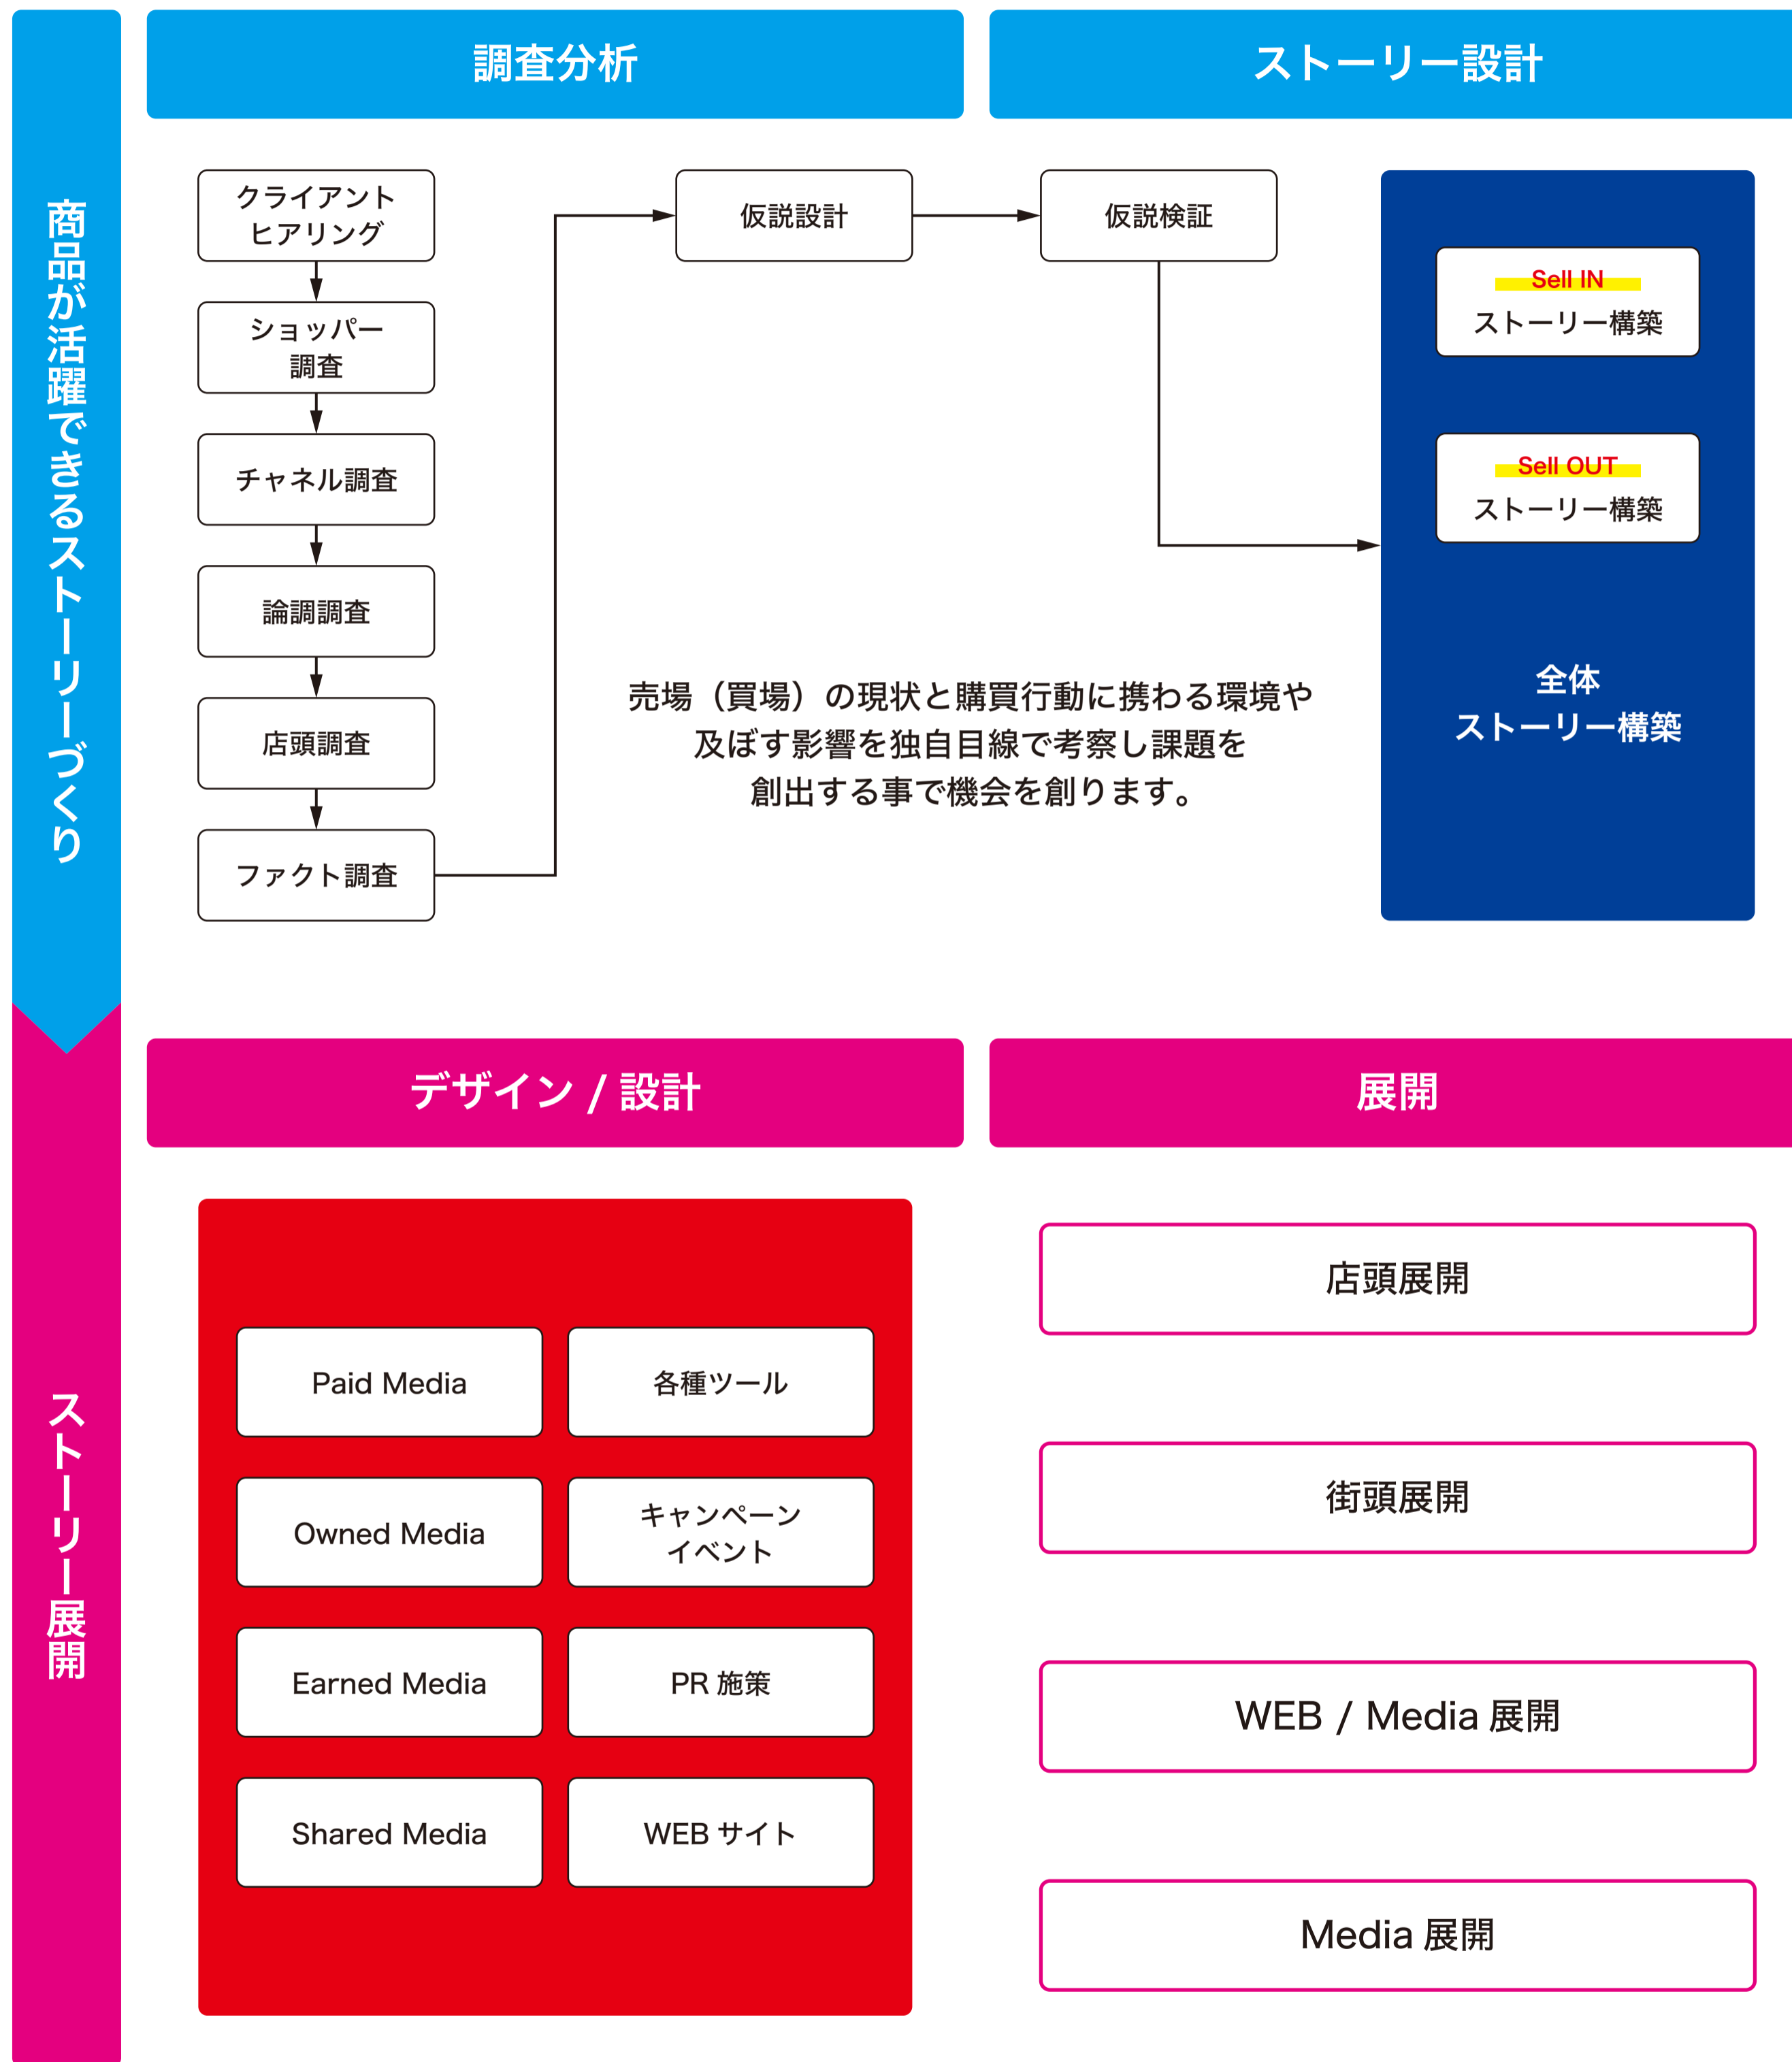 商品が活躍できるストーリーづくり
調査分析
ストーリー設計
クライアント
ヒアリング
ショッパー
調査
チャネル調査
論調調査
店頭調査
ファクト調査
仮説設計
仮説検証
売場（買場）の現状と購買行動に携わる環境や
及ぼす影響を独自目線で考察し課題を
創出する事で機会を創ります。
Sell IN
ストーリー構築
Sell OUT
ストーリー構築
全体
ストーリー構築
ストーリー展開
デザイン / 設計
展開
Paid Media
各種ツール
Owned Media
キャンペーン
イベント
Earned Media
PR 施策
Shared Media
WEB サイト
店頭展開
街頭展開
WEB / Media 展開
Media 展開